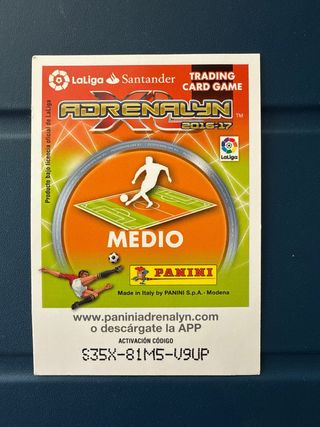 LaLiga Santander
TRADING
CARD GAME
ADRENALYN
XL
2016-17
TM
Producto bajo licencia oficial de LaLiga
LaLiga
MEDIO
PANINI
Made in Italy by PANINI S.p.A. - Modena
www.paniniadrenalyn.com
o descárgate la APP
ACTIVACIÓN CÓDIGO
S35X-81M5-V9UP